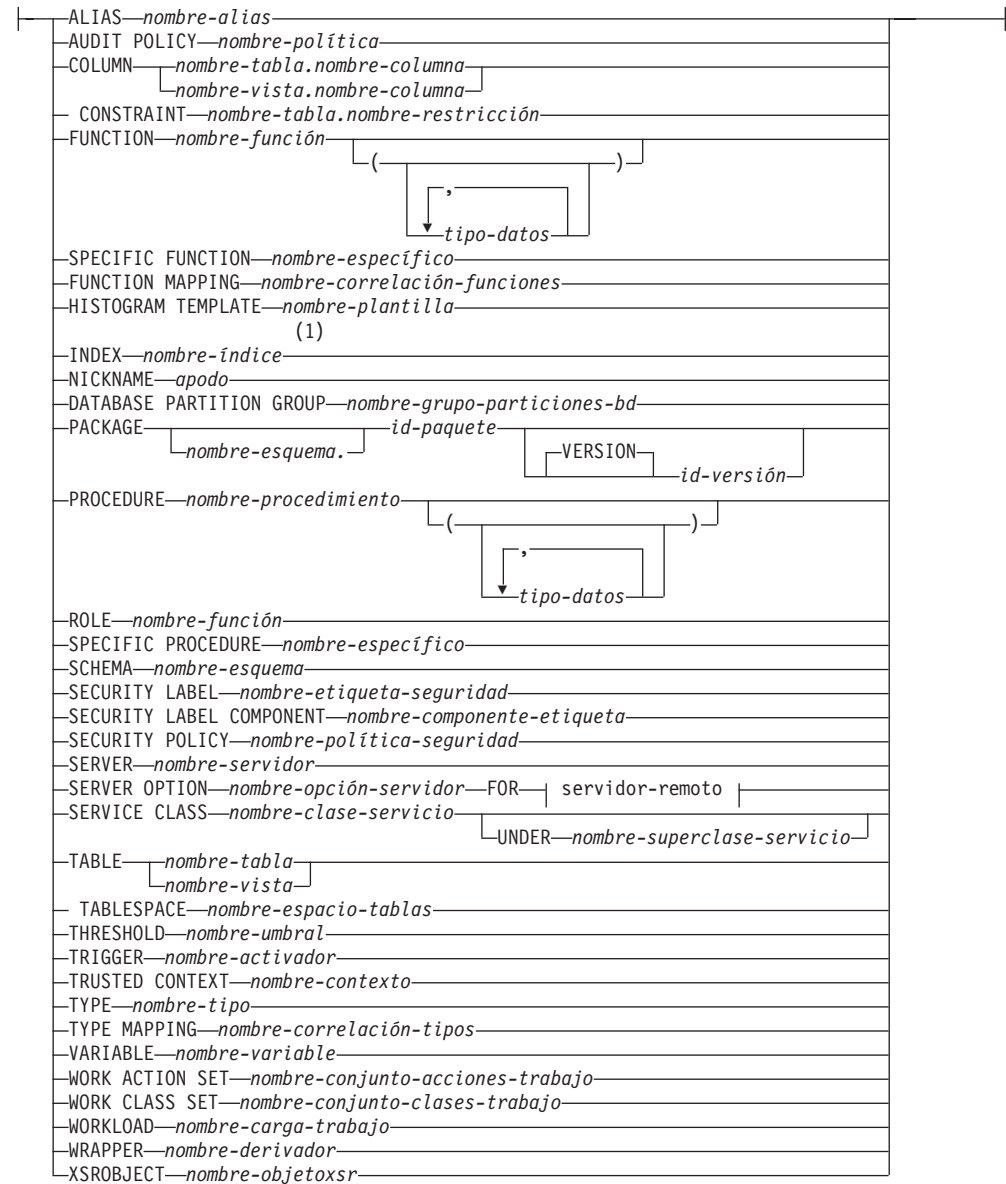 ALIAS nombre-alias
AUDIT POLICY nombre-política
COLUMN nombre-tabla.nombre-columna
nombre-vista.nombre-columna
CONSTRAINT nombre-tabla.nombre-restricción
FUNCTION nombre-función
( )
,
tipo-datos
SPECIFIC FUNCTION nombre-específico
FUNCTION MAPPING nombre-correlación-funciones
HISTOGRAM TEMPLATE nombre-plantilla
(1)
INDEX nombre-índice
NICKNAME apodo
DATABASE PARTITION GROUP nombre-grupo-particiones-bd
PACKAGE id-paquete
nombre-esquema. VERSION
id-versión
PROCEDURE nombre-procedimiento
( )
,
tipo-datos
ROLE nombre-función
SPECIFIC PROCEDURE nombre-específico
SCHEMA nombre-esquema
SECURITY LABEL nombre-etiqueta-seguridad
SECURITY LABEL COMPONENT nombre-componente-etiqueta
SECURITY POLICY nombre-política-seguridad
SERVER nombre-servidor
SERVER OPTION nombre-opción-servidor FOR servidor-remoto
SERVICE CLASS nombre-clase-servicio
UNDER nombre-superclase-servicio
TABLE nombre-tabla
nombre-vista
TABLESPACE nombre-espacio-tablas
THRESHOLD nombre-umbral
TRIGGER nombre-activador
TRUSTED CONTEXT nombre-contexto
TYPE nombre-tipo
TYPE MAPPING nombre-correlación-tipos
VARIABLE nombre-variable
WORK ACTION SET nombre-conjunto-acciones-trabajo
WORK CLASS SET nombre-conjunto-clases-trabajo
WORKLOAD nombre-carga-trabajo
WRAPPER nombre-derivador
XSROBJECT nombre-objetoxsr